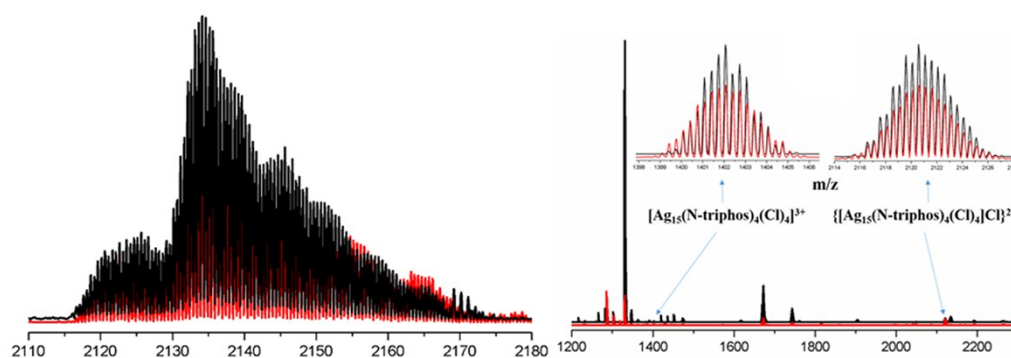 1398 1399 1400 1401 1402 1403 1404 1405 1406
2114 2116 2118 2120 2122 2124 2126
m/z
[Ag15(N-triphos)4(Cl)4]3+
{[Ag15(N-triphos)4(Cl)4]Cl}2
2110 2120 2130 2140 2150 2160 2170 2180
1200 1400 1600 1800 2000 2200